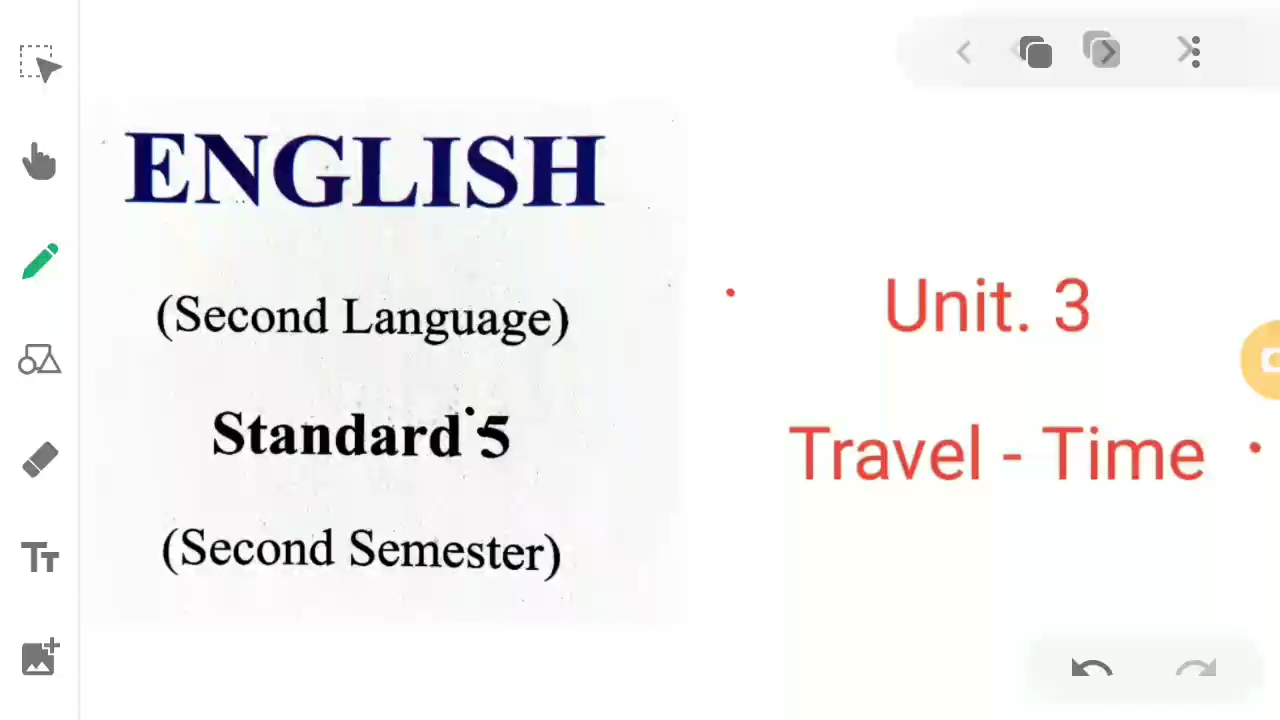 ENGLISH
(Second Language)
Standard 5
(Second Semester)
Unit. 3
Travel - Time